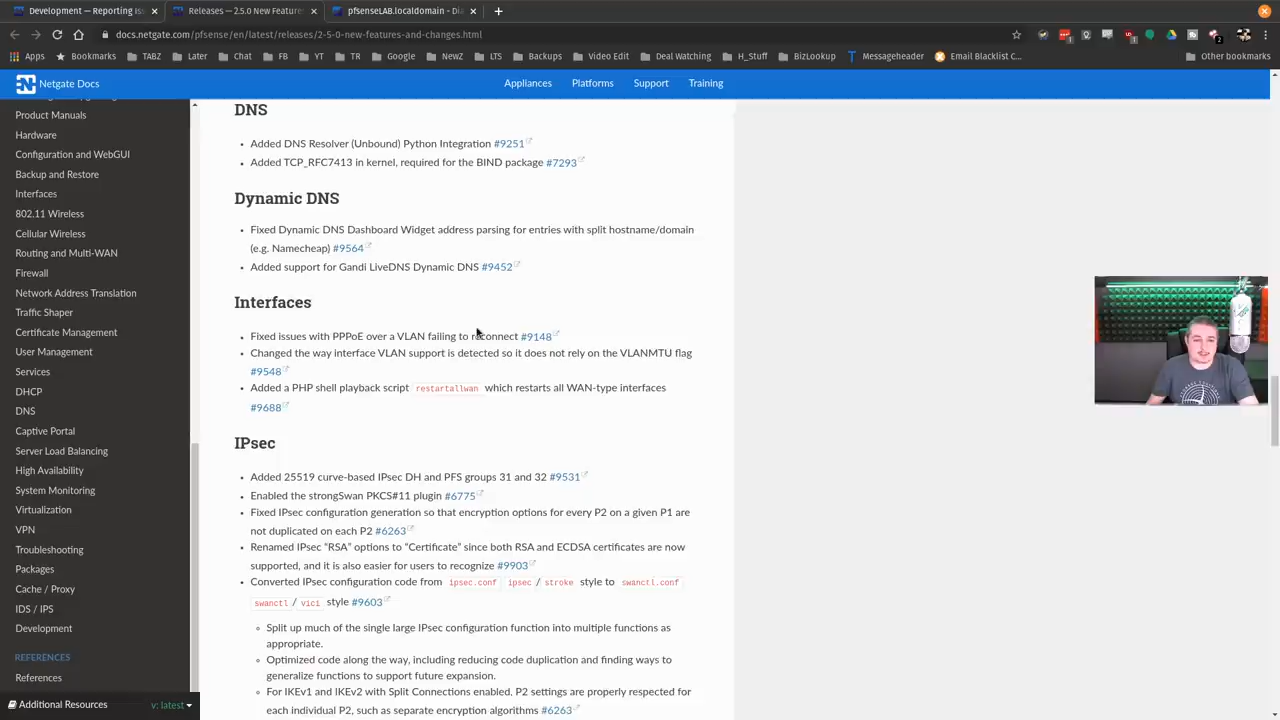 Development — Reporting Is
Releases — 2.5.0 New Feature
pfsenseLAB.localdomain - Dia
docs.netgate.com/pfsense/en/latest/releases/2-5-0-new-features-and-changes.html
Apps Bookmarks TABZ Later Chat FB YT TR Google NewZ LTS Backups Video Edit Deal Watching H_Stuff BizLookup Messageheader Email Blacklist C... Other bookmarks
Netgate Docs
Appliances Platforms Support Training
Product Manuals
Hardware
Configuration and WebGUI
Backup and Restore
Interfaces
802.11 Wireless
Cellular Wireless
Routing and Multi-WAN
Firewall
Network Address Translation
Traffic Shaper
Certificate Management
User Management
Services
DHCP
DNS
Captive Portal
Server Load Balancing
High Availability
System Monitoring
Virtualization
VPN
Troubleshooting
Packages
Cache / Proxy
IDS / IPS
Development
REFERENCES
References
Additional Resources v: latest
DNS
Added DNS Resolver (Unbound) Python Integration #9251
Added TCP_RFC7413 in kernel, required for the BIND package #7293
Dynamic DNS
Fixed Dynamic DNS Dashboard Widget address parsing for entries with split hostname/domain
(e.g. Namecheap) #9564
Added support for Gandi LiveDNS Dynamic DNS #9452
Interfaces
Fixed issues with PPPoE over a VLAN failing to reconnect #9148
Changed the way interface VLAN support is detected so it does not rely on the VLANMTU flag
#9548
Added a PHP shell playback script restartallwan which restarts all WAN-type interfaces
#9688
IPsec
Added 25519 curve-based IPsec DH and PFS groups 31 and 32 #9531
Enabled the strongSwan PKCS#11 plugin #6775
Fixed IPsec configuration generation so that encryption options for every P2 on a given P1 are
not duplicated on each P2 #6263
Renamed IPsec “RSA” options to “Certificate” since both RSA and ECDSA certificates are now
supported, and it is also easier for users to recognize #9903
Converted IPsec configuration code from ipsec.conf ipsec / stroke style to swanctl.conf
swanctl / vici style #9603
Split up much of the single large IPsec configuration function into multiple functions as
appropriate.
Optimized code along the way, including reducing code duplication and finding ways to
generalize functions to support future expansion.
For IKEv1 and IKEv2 with Split Connections enabled, P2 settings are properly respected for
each individual P2, such as separate encryption algorithms #6263